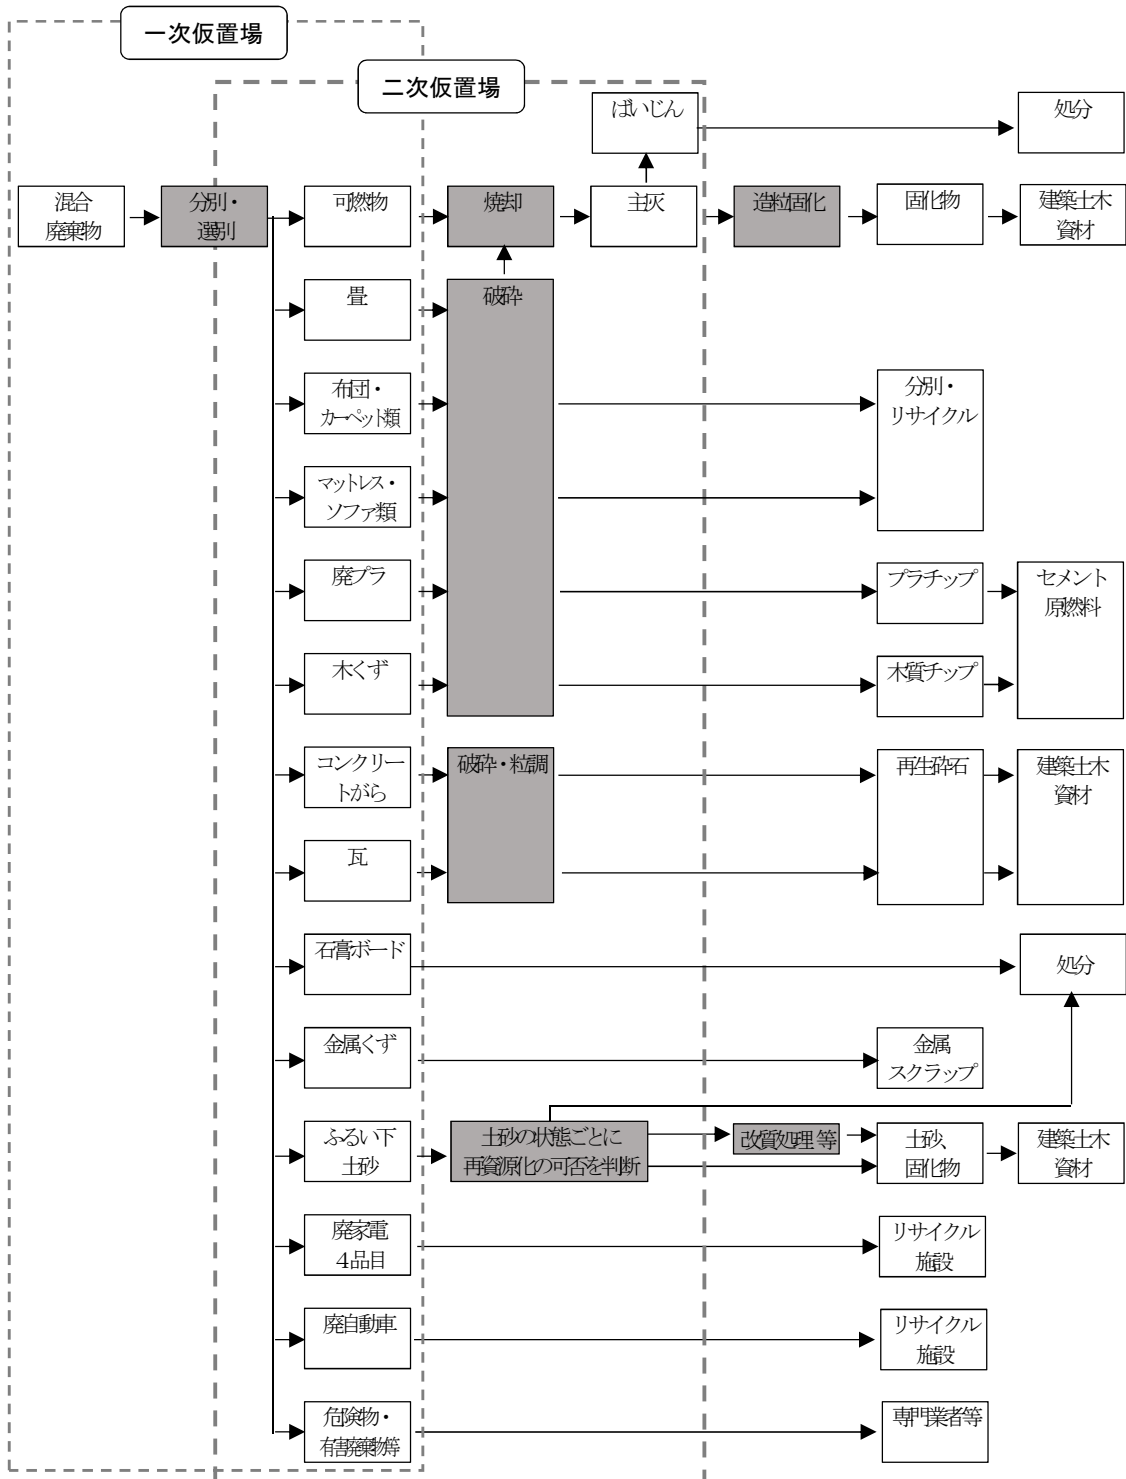 一次仮置場
二次仮置場
ばいじん
処分
混合
廃棄物
分別・
選別
可燃物
焼却
主灰
造粒固化
固化物
建築土木
資材
畳
破砕
布団・
カーペット類
分別・
リサイクル
マットレス・
ソファ類
廃プラ
プラチップ
セメント
原燃料
木くず
木質チップ
コンクリー
トがら
破砕・粒調
再生砕石
建築土木
資材
瓦
石膏ボード
処分
金属くず
金属
スクラップ
ふるい下
土砂
土砂の状態ごとに
再資源化の可否を判断
改質処理等
土砂、
固化物
建築土木
資材
廃家電
4品目
リサイクル
施設
廃自動車
リサイクル
施設
危険物・
有害廃棄物等
専門業者等